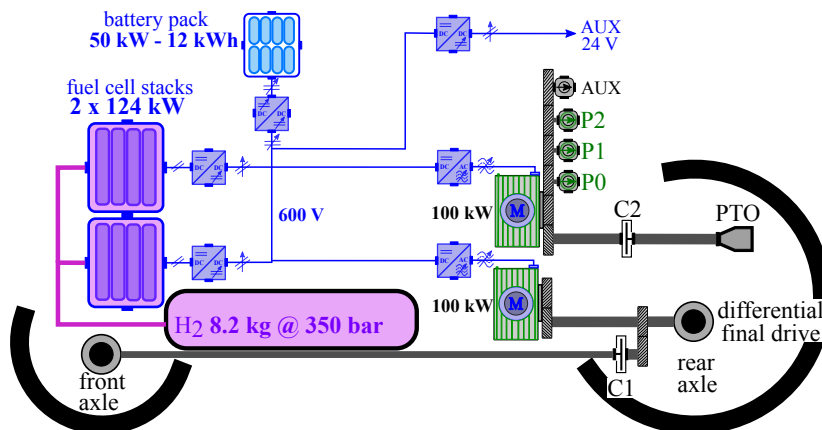 battery pack
50 kW - 12 kWh
AUX
24 V
fuel cell stacks
2 x 124 kW
DC
DC
DC
DC
AUX
P2
P1
P0
DC
DC
DC
AC
600 V
100 kW
M
C2
PTO
DC
DC
DC
AC
100 kW
M
H2 8.2 kg @ 350 bar
differential
final drive
front
axle
C1
rear
axle